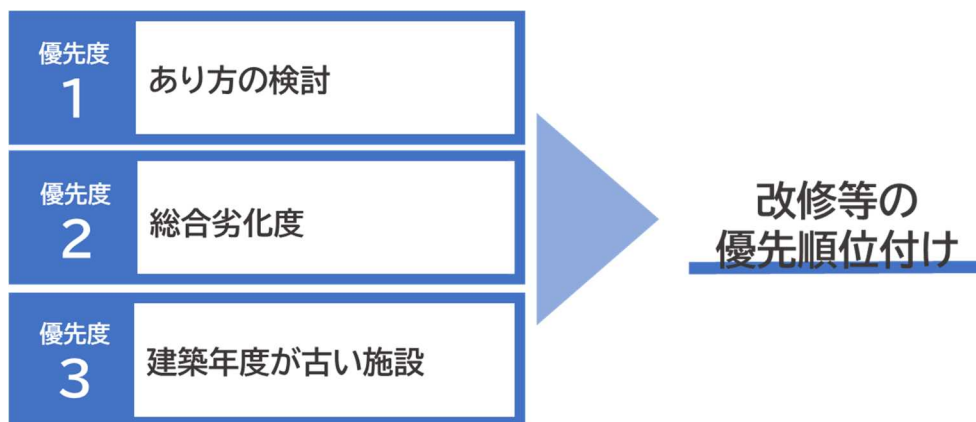 優先度
1
あり方の検討
優先度
2
総合劣化度
優先度
3
建築年度が古い施設
改修等の
優先順位付け